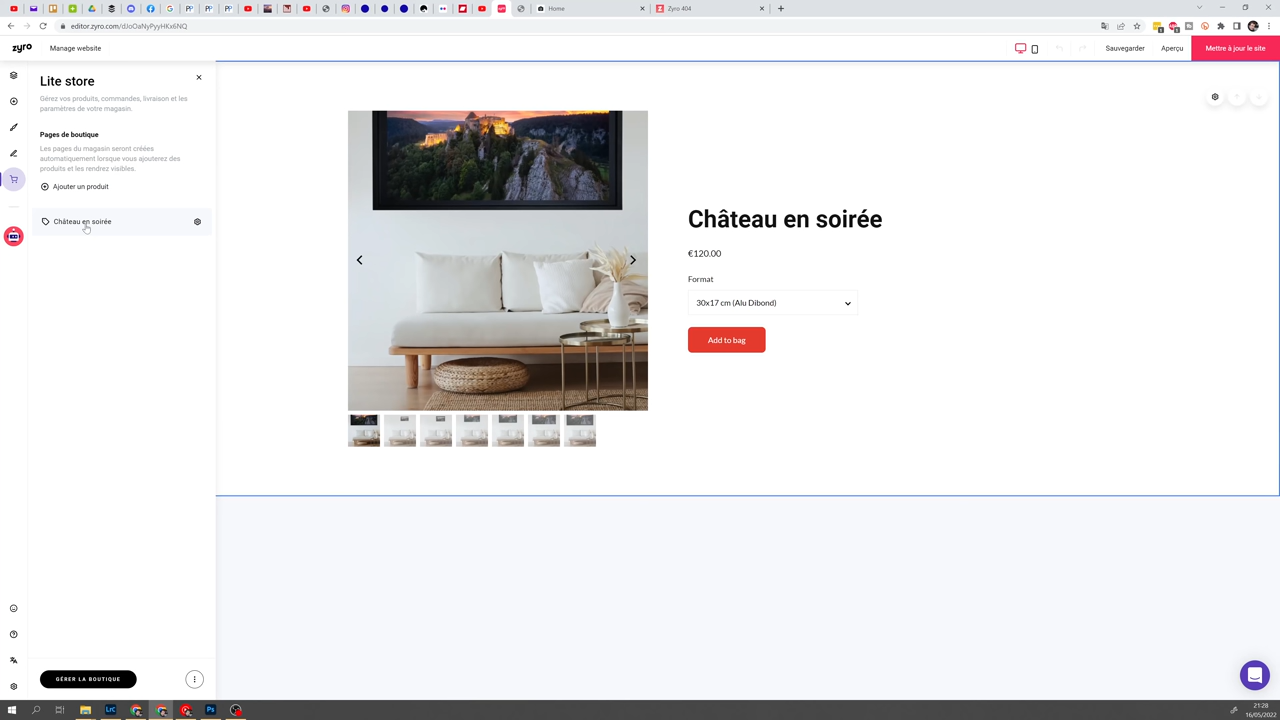 Home
Zyro 404
editor.zyro.com/dJoOaNyPyyHKx6NQ
zyro
Manage website
Sauvegarder
Aperçu
Mettre à jour le site
Lite store
Gérez vos produits, commandes, livraison et les
paramètres de votre magasin.
Pages de boutique
Les pages du magasin seront créées
automatiquement lorsque vous ajouterez des
produits et les rendrez visibles.
Ajouter un produit
Château en soirée
Château en soirée
€120.00
Format
30x17 cm (Alu Dibond)
Add to bag
GÉRER LA BOUTIQUE
LrC
Ps
21:28
16/05/2022